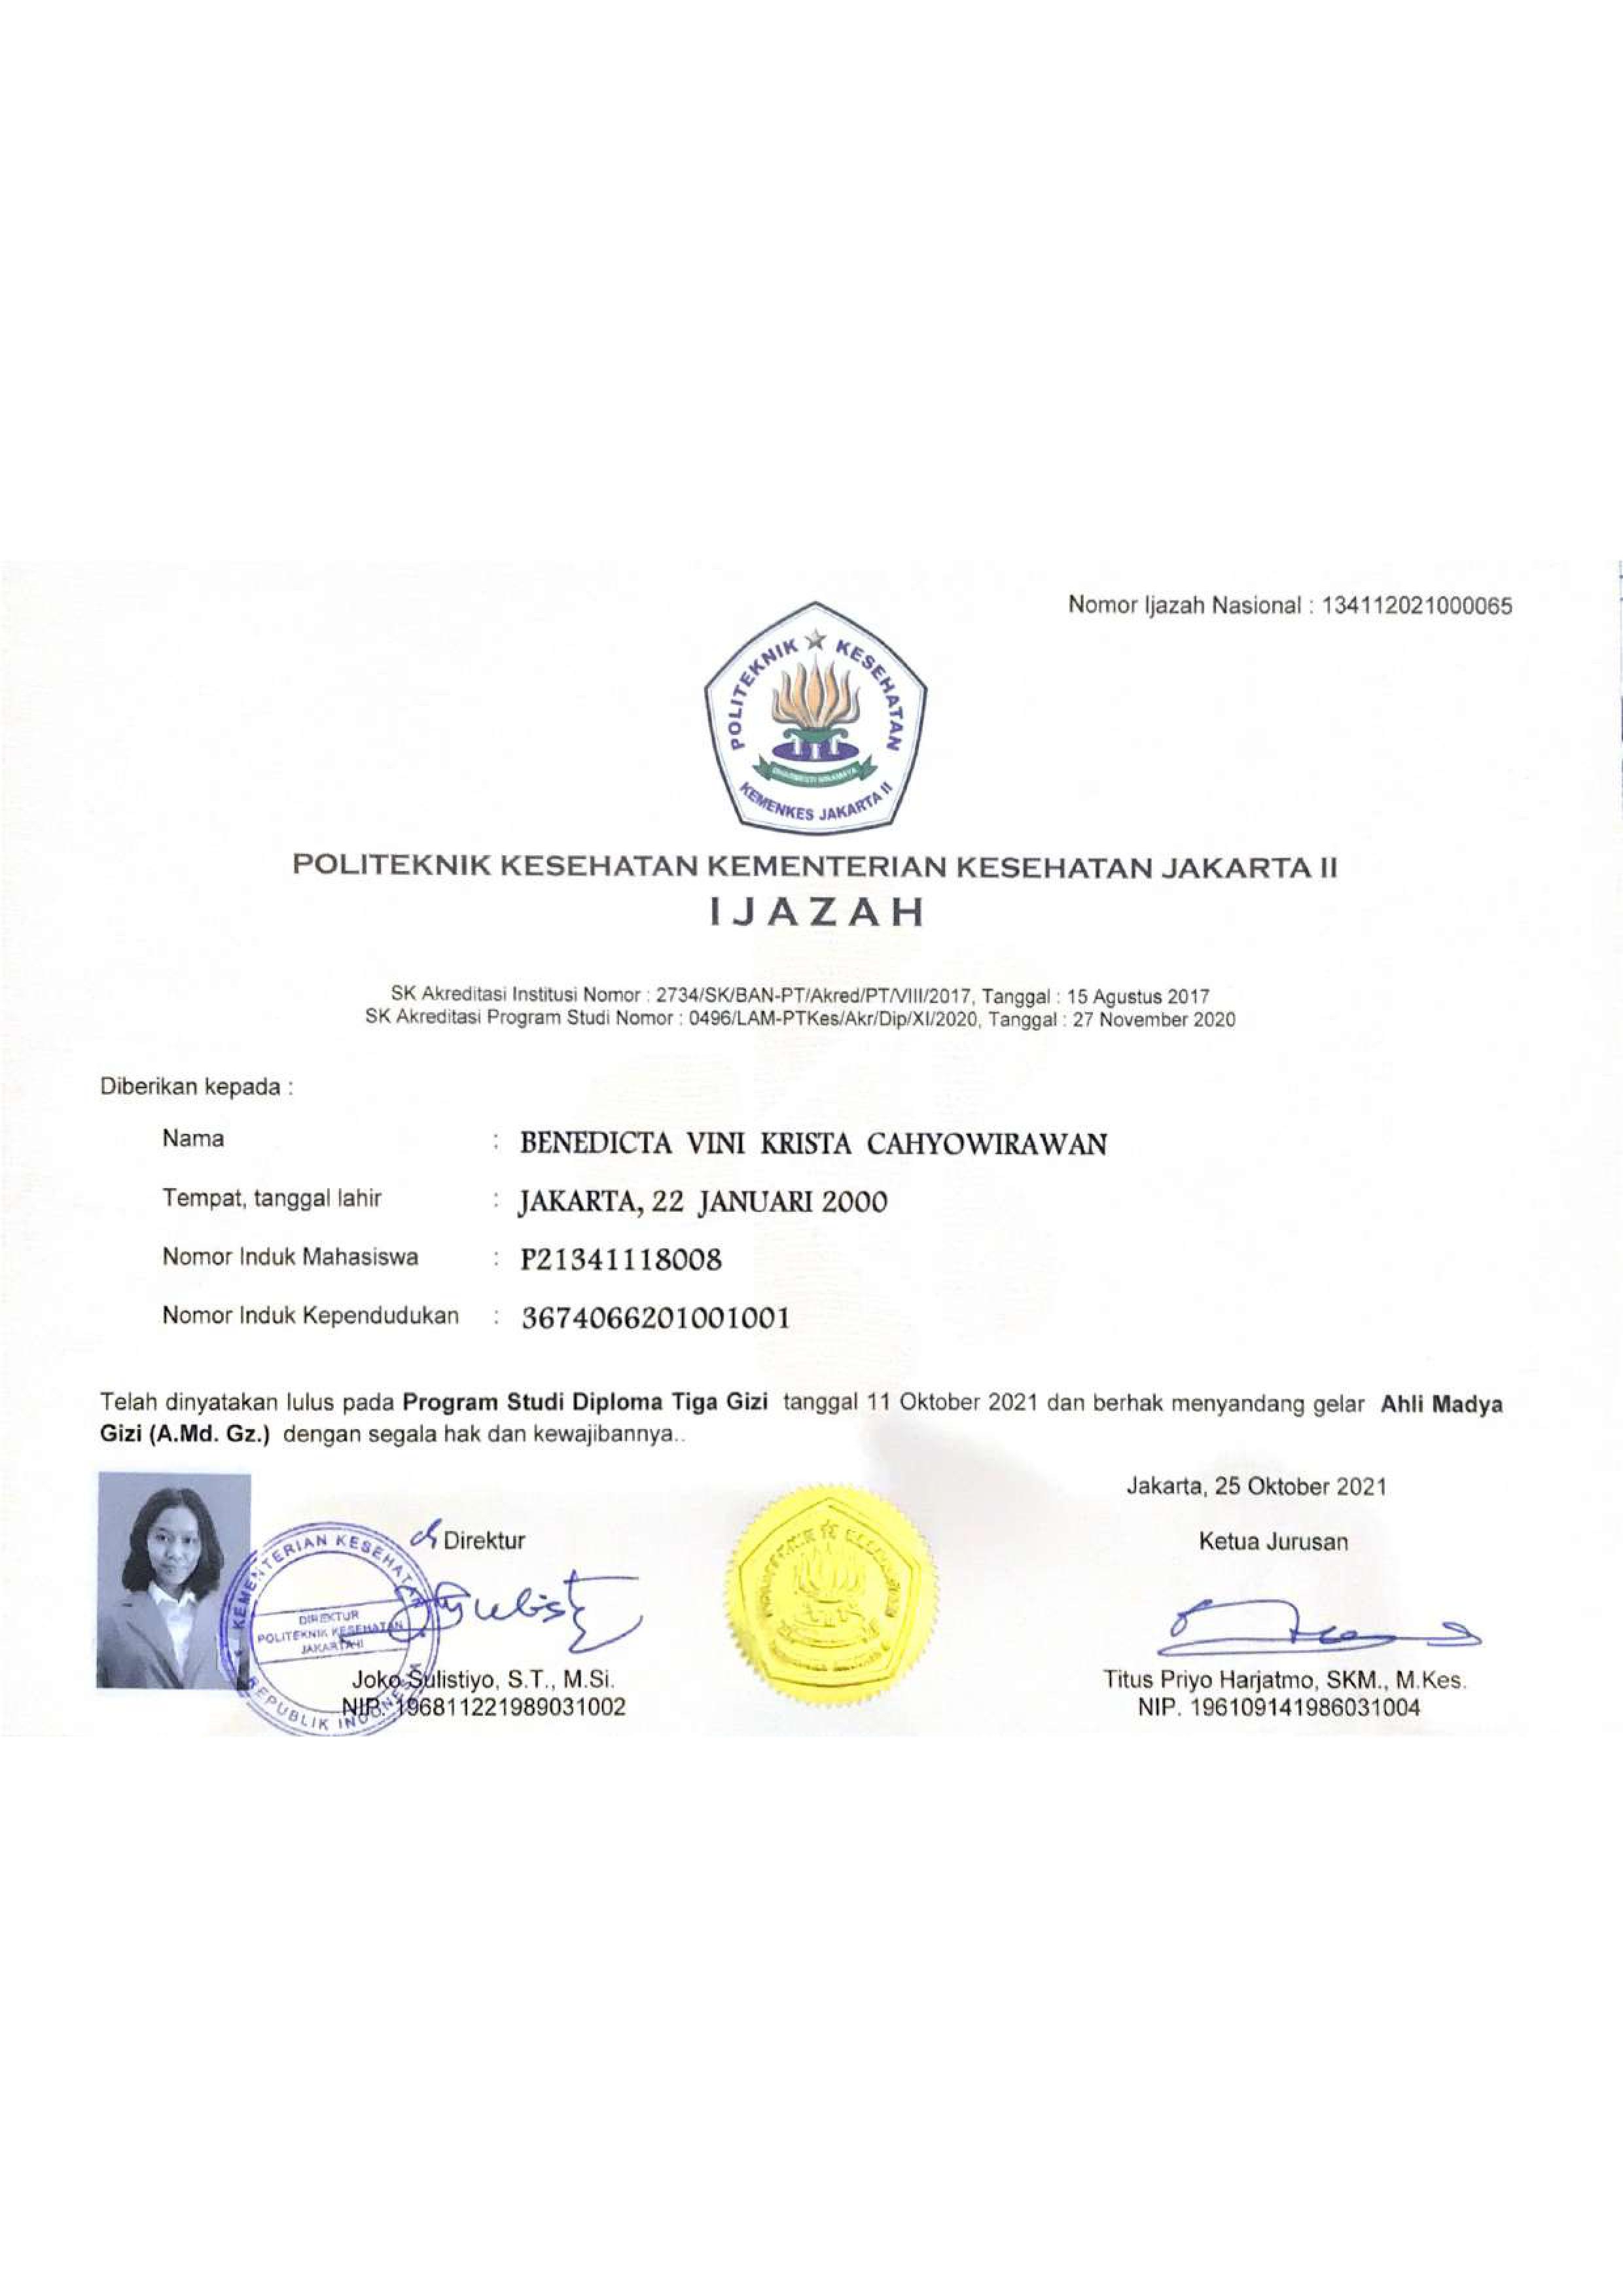 Nomor Ijazah Nasional : 134112021000065
POLITEKNIK KESEHATAN
KEMENKES JAKARTA II
POLITEKNIK KESEHATAN KEMENTERIAN KESEHATAN JAKARTA II
IJAZAH
SK Akreditasi Institusi Nomor : 2734/SK/BAN-PT/Akred/PT/VIII/2017, Tanggal : 15 Agustus 2017
SK Akreditasi Program Studi Nomor : 0496/LAM-PTKes/Akr/Dip/XI/2020, Tanggal : 27 November 2020
Diberikan kepada :
Nama : BENEDICTA VINI KRISTA CAHYOWIRAWAN
Tempat, tanggal lahir : JAKARTA, 22 JANUARI 2000
Nomor Induk Mahasiswa : P21341118008
Nomor Induk Kependudukan : 3674066201001001
Telah dinyatakan lulus pada Program Studi Diploma Tiga Gizi tanggal 11 Oktober 2021 dan berhak menyandang gelar Ahli Madya
Gizi (A.Md. Gz.) dengan segala hak dan kewajibannya..
Jakarta, 25 Oktober 2021
Direktur
Ketua Jurusan
KEMENTERIAN KESEHATAN
DIREKTUR
POLITEKNIK KESEHATAN
JAKARTA II
REPUBLIK INDONESIA
Joko Sulistiyo, S.T., M.Si.
NIP. 196811221989031002
Titus Priyo Harjatmo, SKM., M.Kes.
NIP. 196109141986031004